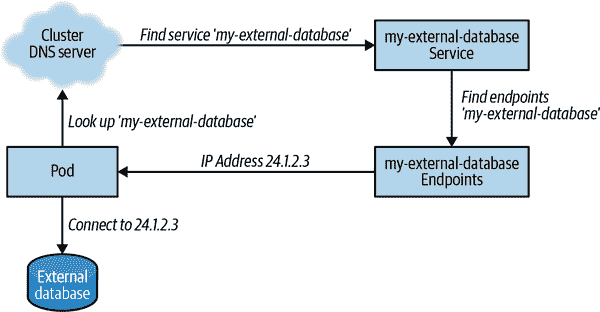 Cluster
DNS server
Find service 'my-external-database'
my-external-database
Service
Look up 'my-external-database'
Find endpoints
'my-external-database'
Pod
IP Address 24.1.2.3
my-external-database
Endpoints
Connect to 24.1.2.3
External
database